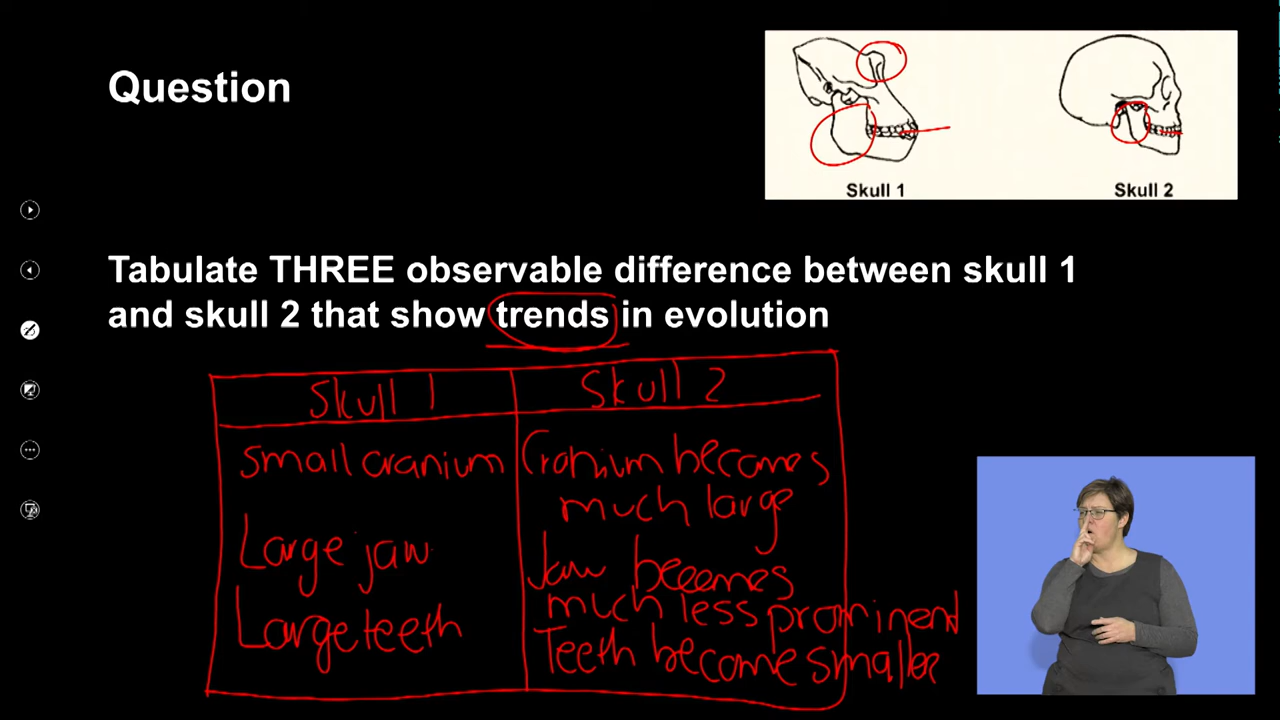 Question
Skull 1
Skull 2
Tabulate THREE observable difference between skull 1
and skull 2 that show trends in evolution
Skull 1
Skull 2
Small cranium
Cranium becomes
much large
Large jaw
Jaw becomes
much less prominent
Large teeth
Teeth become smaller